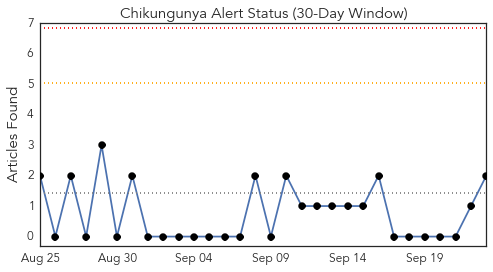 Chikungunya Alert Status (30-Day Window)
Articles Found
7
6
5
4
3
2
1
0
Aug 25 Aug 30 Sep 04 Sep 09 Sep 14 Sep 19